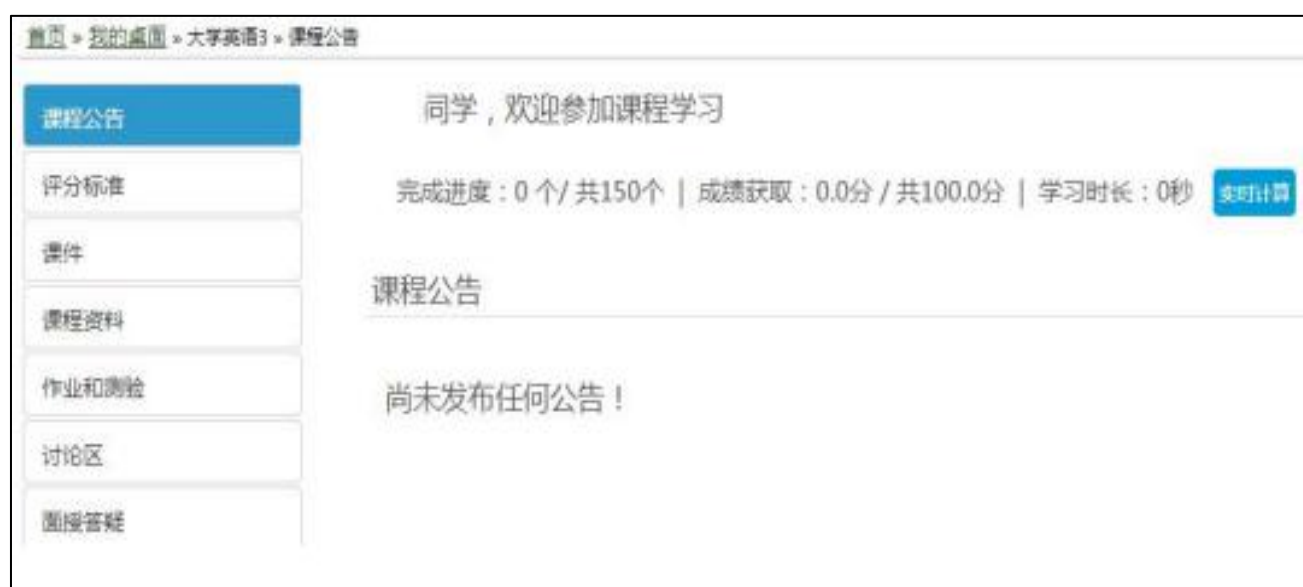 首页 » 我的桌面 » 大学英语3 » 课程公告
课程公告
评分标准
课件
课程资料
作业和测验
讨论区
面授答疑
同学，欢迎参加课程学习
完成进度：0 个/ 共150个 | 成绩获取：0.0分 / 共100.0分 | 学习时长：0秒 实时计算
课程公告
尚未发布任何公告！